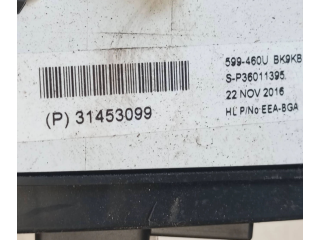 599-460U BK9KB
S-P36011395
22 NOV 2016
HL P/No:EEA-BGA
(P) 31453099